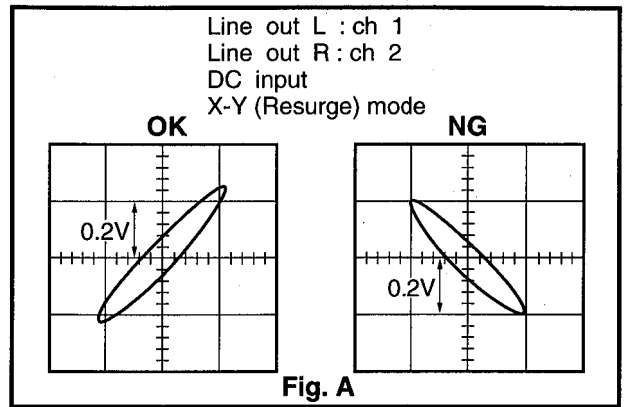 Line out L : ch 1
Line out R : ch 2
DC input
X-Y (Resurge) mode
OK
NG
0.2V
0.2V
Fig. A